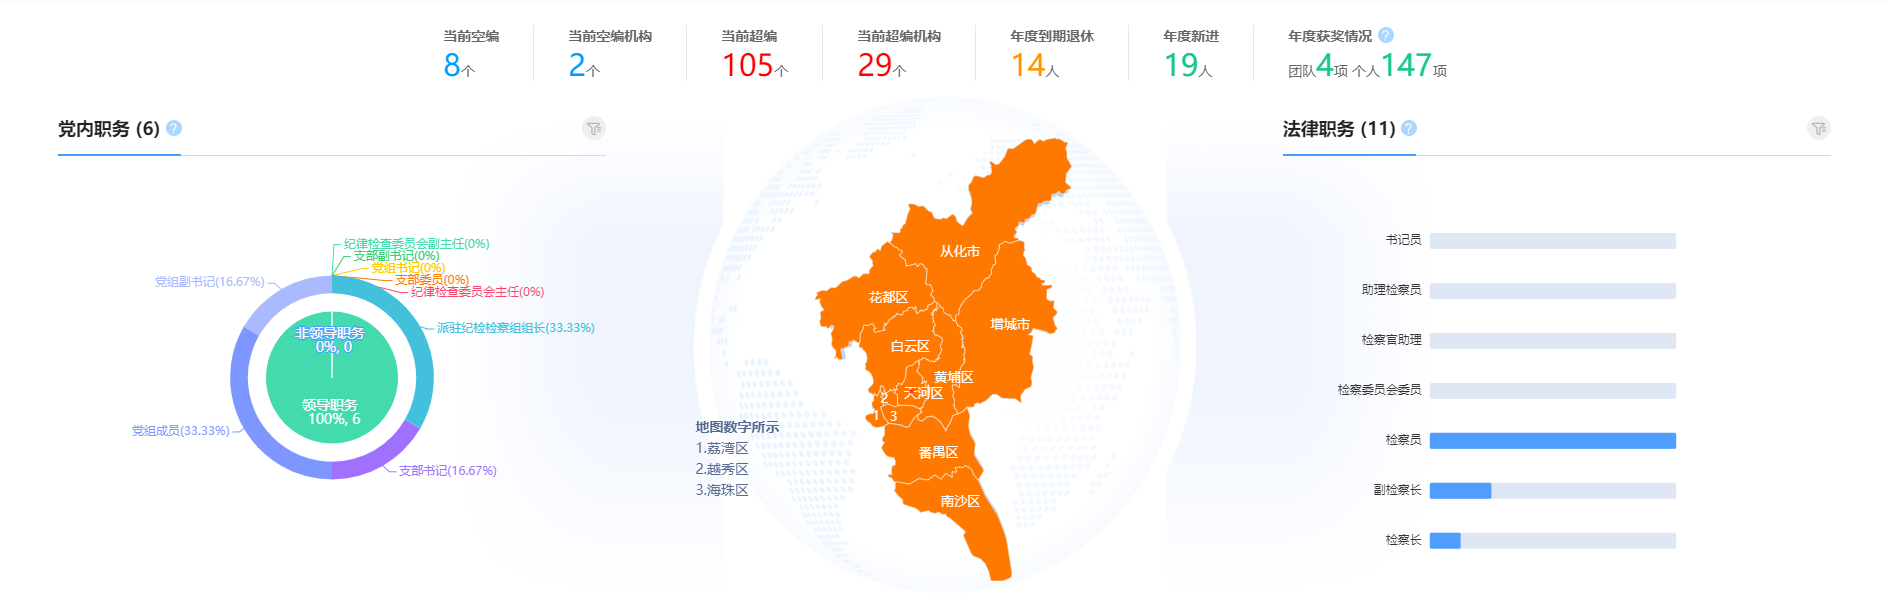 当前空编
8个
当前空编机构
2个
当前超编
105个
当前超编机构
29个
年度到期退休
14人
年度新进
19人
年度获奖情况 ?
团队4项 个人147项
党内职务 (6) ?
纪律检查委员会副主任(0%)
支部副书记(0%)
党组书记(0%)
支部委员(0%)
纪律检查委员会主任(0%)
党组副书记(16.67%)
派驻纪检检察组组长(33.33%)
非领导职务
0%, 0
领导职务
100%, 6
党组成员(33.33%)
支部书记(16.67%)
从化市
花都区
增城市
白云区
黄埔区
天河区
2
1
3
番禺区
南沙区
地图数字所示
1.荔湾区
2.越秀区
3.海珠区
法律职务 (11) ?
书记员
助理检察员
检察官助理
检察委员会委员
检察员
副检察长
检察长